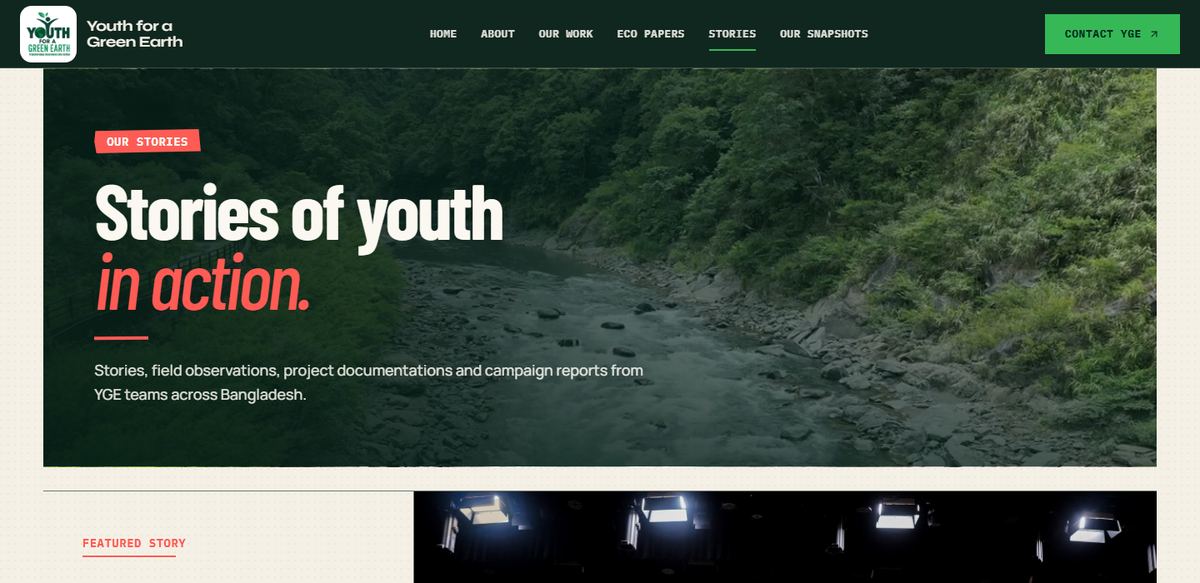 YOUTH
FOR A
GREEN EARTH
Youth for a
Green Earth
HOME
ABOUT
OUR WORK
ECO PAPERS
STORIES
OUR SNAPSHOTS
CONTACT YGE
OUR STORIES
Stories of youth
in action.
Stories, field observations, project documentations and campaign reports from
YGE teams across Bangladesh.
FEATURED STORY